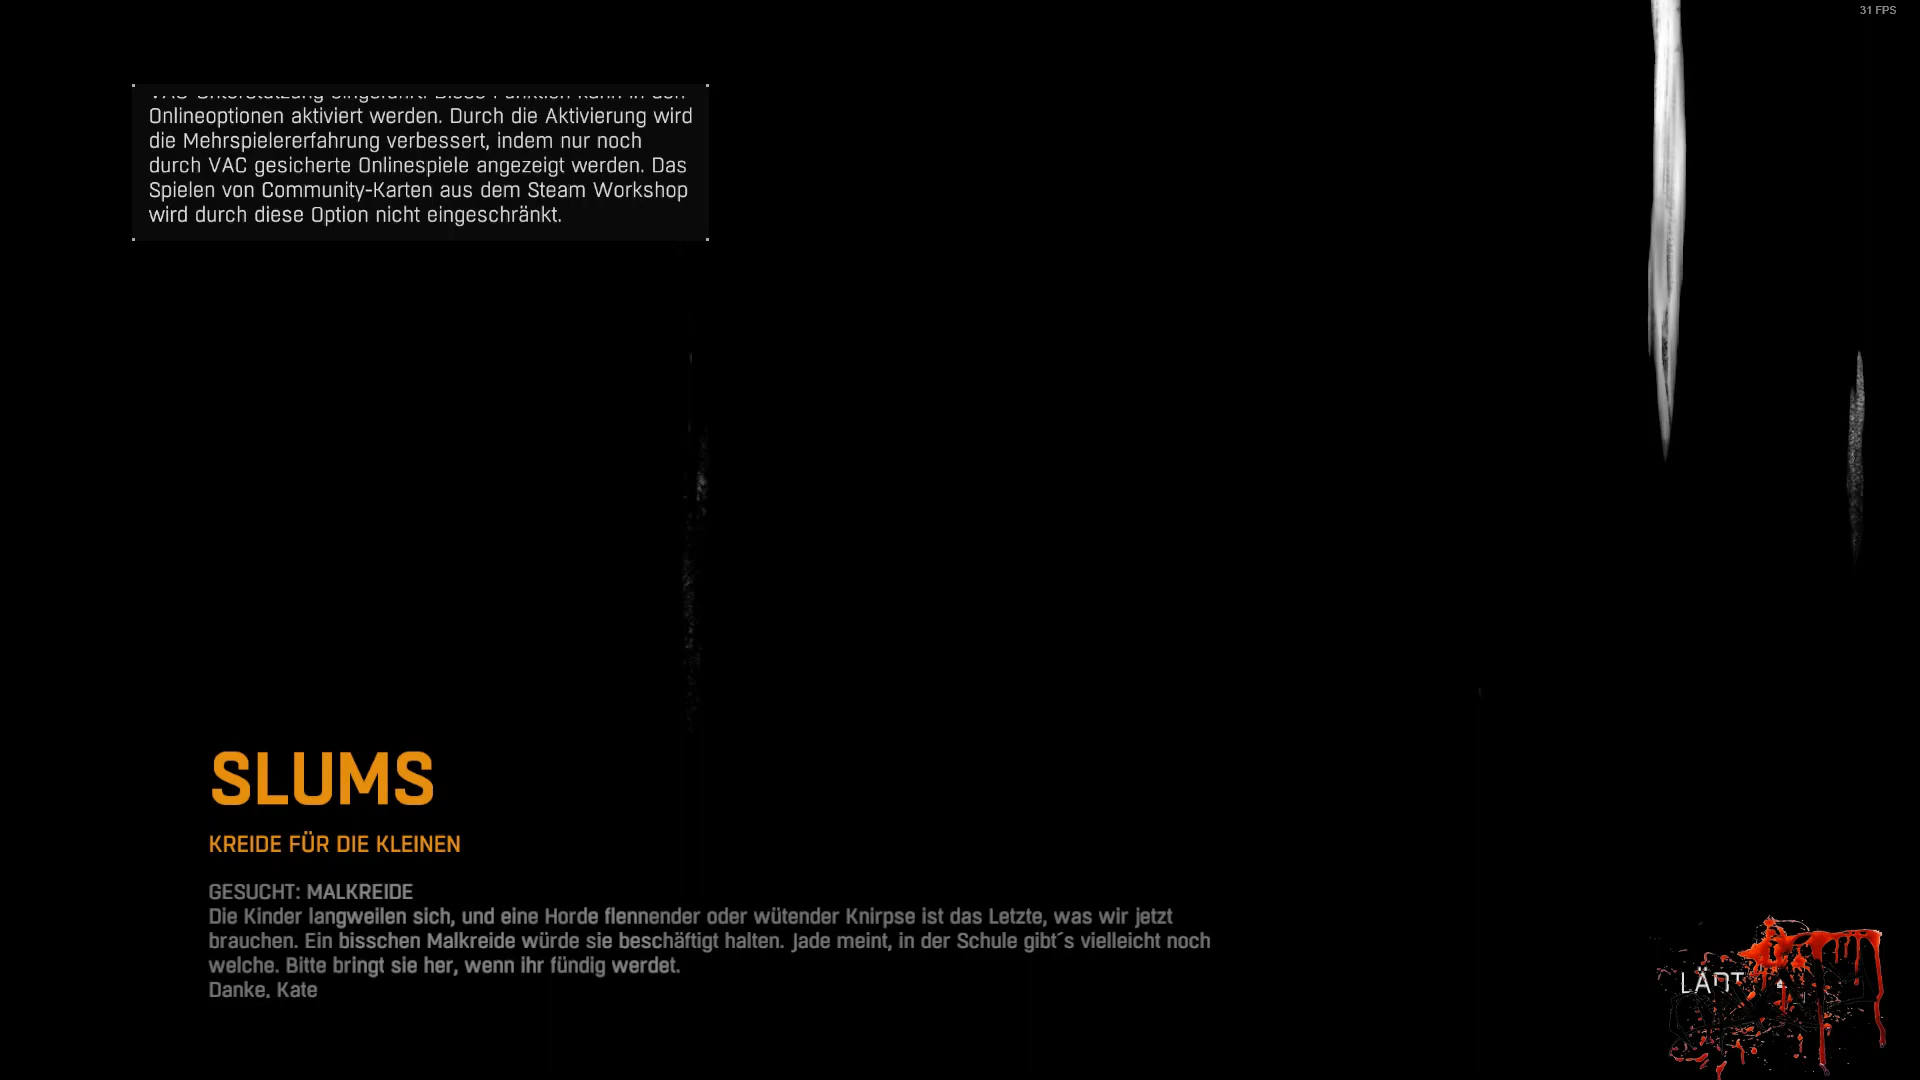 31 FPS
Onlineoptionen aktiviert werden. Durch die Aktivierung wird
die Mehrspielererfahrung verbessert, indem nur noch
durch VAC gesicherte Onlinespiele angezeigt werden. Das
Spielen von Community-Karten aus dem Steam Workshop
wird durch diese Option nicht eingeschränkt.
SLUMS
KREIDE FÜR DIE KLEINEN
GESUCHT: MALKREIDE
Die Kinder langweilen sich, und eine Horde flennender oder wütender Knirpse ist das Letzte, was wir jetzt
brauchen. Ein bisschen Malkreide würde sie beschäftigt halten. Jade meint, in der Schule gibt´s vielleicht noch
welche. Bitte bringt sie her, wenn ihr fündig werdet.
Danke, Kate